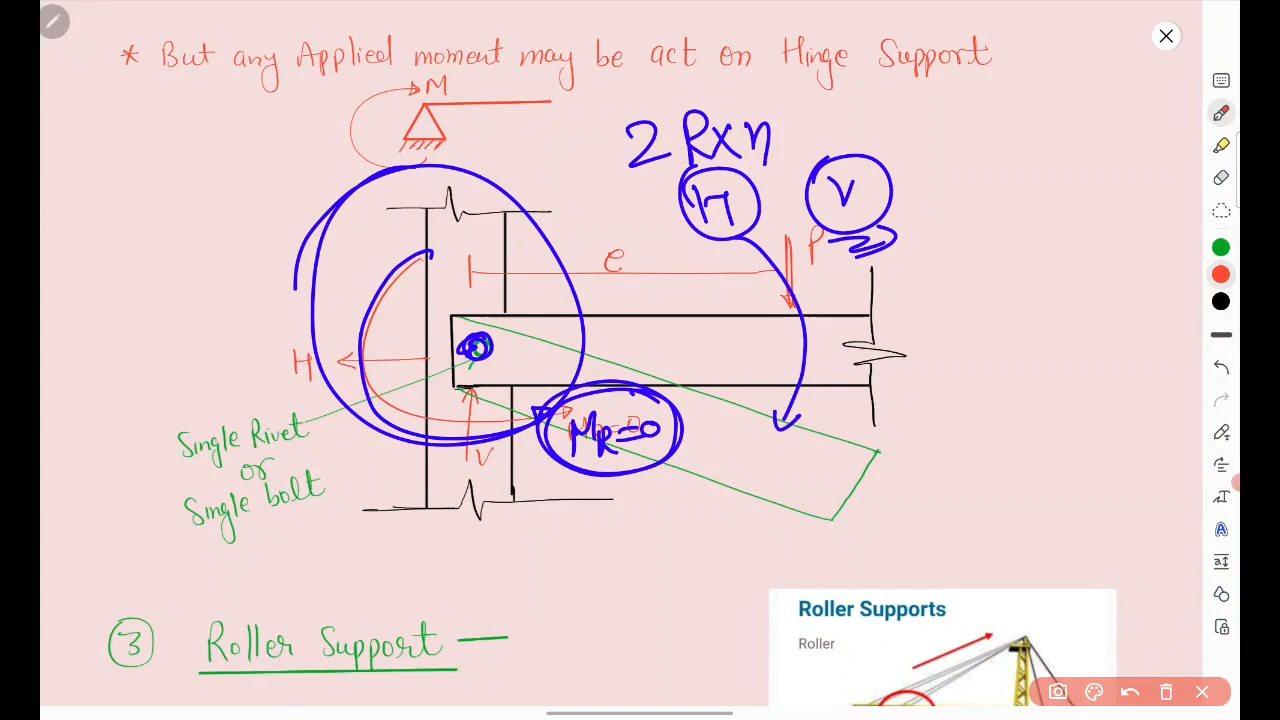 * But any Applied moment may be act on Hinge Support
M
2 Rxn
H
V
P
e
H
MR=0
V
Single Rivet
or
Single bolt
3 Roller Support —
Roller Supports
Roller